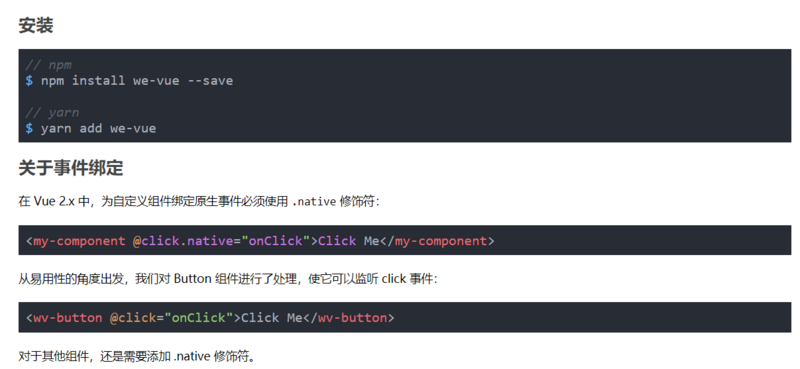 安装
// npm
$ npm install we-vue --save
// yarn
$ yarn add we-vue
关于事件绑定
在 Vue 2.x 中，为自定义组件绑定原生事件必须使用 .native 修饰符：
<my-component @click.native="onClick">Click Me</my-component>
从易用性的角度出发，我们对 Button 组件进行了处理，使它可以监听 click 事件：
<wv-button @click="onClick">Click Me</wv-button>
对于其他组件，还是需要添加 .native 修饰符。